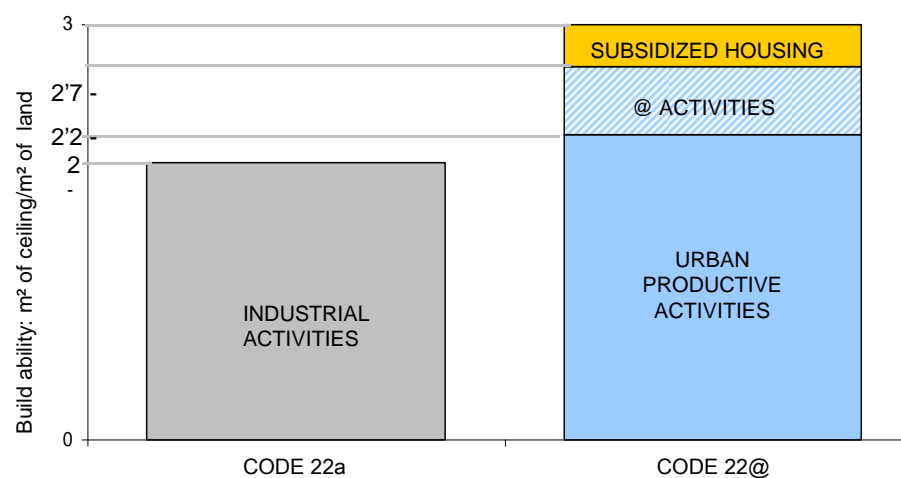 Build ability: m² of ceiling/m² of land
3
2'7 -
2'2 -
2
-
0
SUBSIDIZED HOUSING
@ ACTIVITIES
URBAN
PRODUCTIVE
ACTIVITIES
INDUSTRIAL
ACTIVITIES
CODE 22a
CODE 22@